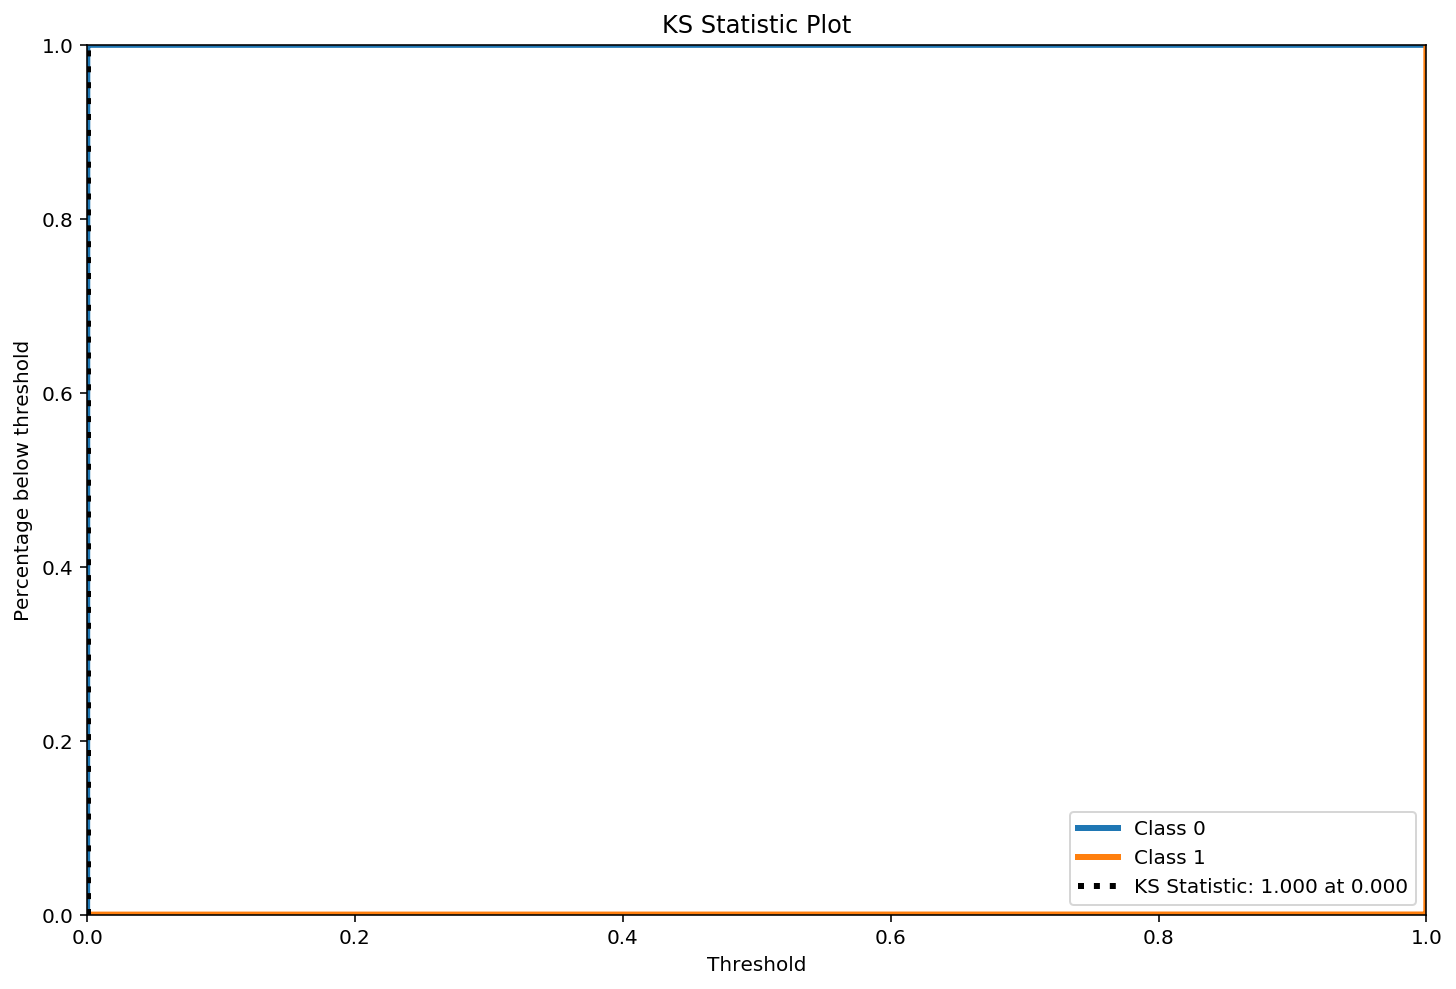 KS Statistic Plot
1.0
0.8
0.6
0.4
0.2
0.0
Percentage below threshold
Class 0
Class 1
KS Statistic: 1.000 at 0.000
0.0 0.2 0.4 0.6 0.8 1.0
Threshold